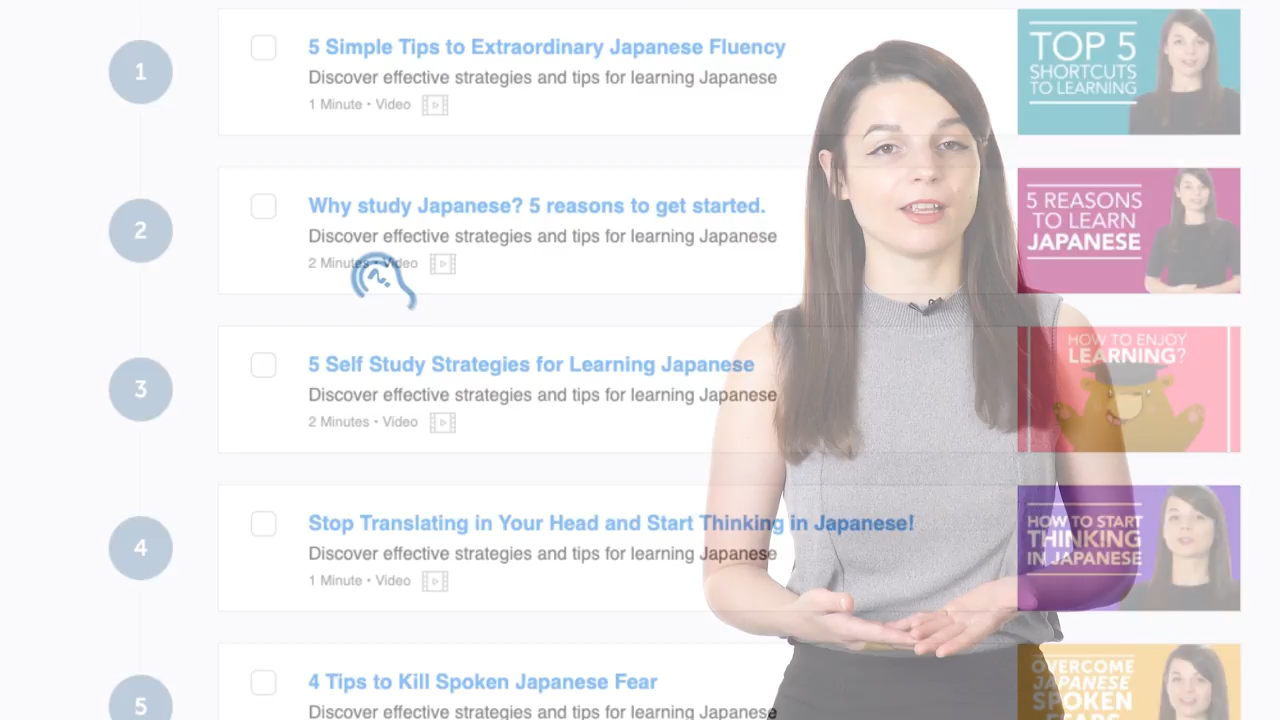 1
5 Simple Tips to Extraordinary Japanese Fluency
Discover effective strategies and tips for learning Japanese
1 Minute • Video
TOP 5
SHORTCUTS
TO LEARNING
2
Why study Japanese? 5 reasons to get started.
Discover effective strategies and tips for learning Japanese
2 Minutes • Video
5 REASONS
TO LEARN
JAPANESE
3
5 Self Study Strategies for Learning Japanese
Discover effective strategies and tips for learning Japanese
2 Minutes • Video
HOW TO ENJOY
LEARNING?
4
Stop Translating in Your Head and Start Thinking in Japanese!
Discover effective strategies and tips for learning Japanese
1 Minute • Video
HOW TO START
THINKING
IN JAPANESE
5
4 Tips to Kill Spoken Japanese Fear
Discover effective strategies and tips for learning Japanese
OVERCOME
JAPANESE
SPOKEN
FEARS